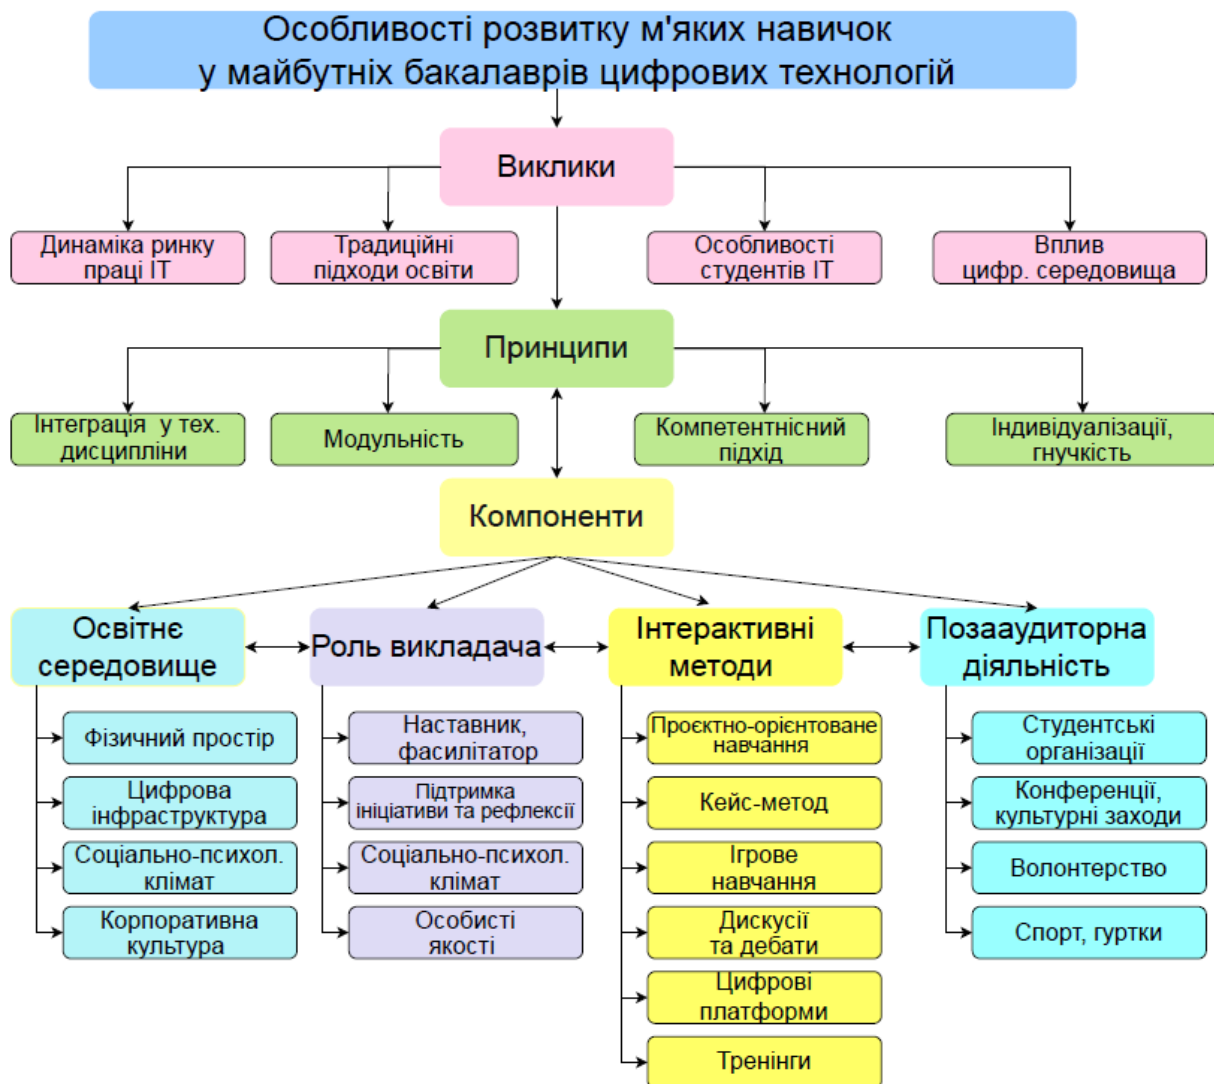 Особливості розвитку м'яких навичок
у майбутніх бакалаврів цифрових технологій
Виклики
Динаміка ринку
праці ІТ
Традиційні
підходи освіти
Особливості
студентів ІТ
Вплив
цифр. середовища
Принципи
Інтеграція у тех.
дисципліни
Модульність
Компетентнісний
підхід
Індивідуалізації,
гнучкість
Компоненти
Освітнє
середовище
Роль викладача
Інтерактивні
методи
Позааудиторна
діяльність
Фізичний простір
Цифрова
інфраструктура
Соціально-психол.
клімат
Корпоративна
культура
Наставник,
фасилітатор
Підтримка
ініціативи та рефлексії
Соціально-психол.
клімат
Особисті
якості
Проєктно-орієнтоване
навчання
Кейс-метод
Ігрове
навчання
Дискусії
та дебати
Цифрові
платформи
Тренінги
Студентські
організації
Конференції,
культурні заходи
Волонтерство
Спорт, гуртки